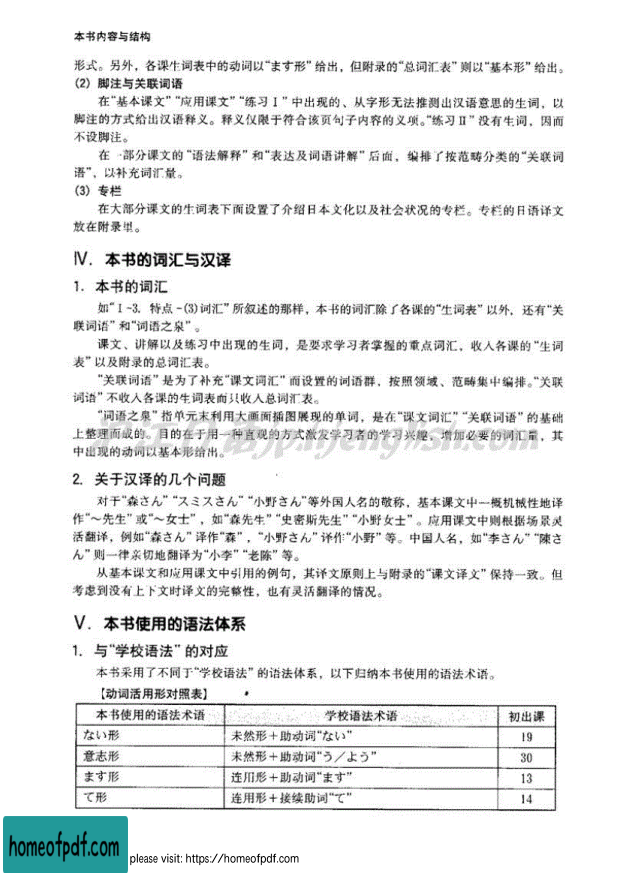 本书内容与结构
形式。另外，各课生词表中的动词以“ます形”给出，但附录的“总词汇表”则以“基本形”给出。
(2) 脚注与关联词语
在“基本课文”“应用课文”“练习Ⅰ”中出现的、从字形无法推测出汉语意思的生词，以
脚注的方式给出汉语释义。释义仅限于符合该页句子内容的义项。“练习Ⅱ”没有生词，因而
不设脚注。
在一部分课文的“语法解释”和“表达及词语讲解”后面，编排了按范畴分类的“关联词
语”，以补充词汇量。
(3) 专栏
在大部分课文的生词表下面设置了介绍日本文化以及社会状况的专栏。专栏的日语译文
放在附录里。
Ⅳ. 本书的词汇与汉译
1. 本书的词汇
如“Ⅰ-3. 特点-(3)词汇”所叙述的那样，本书的词汇除了各课的“生词表”以外，还有“关
联词语”和“词语之泉”。
课文、讲解以及练习中出现的生词，是要求学习者掌握的重点词汇，收入各课的“生词
表”以及附录的总词汇表。
“关联词语”是为了补充“课文词汇”而设置的词语群，按照领域、范畴集中编排。“关联
词语”不收入各课的生词表而只收入总词汇表。
“词语之泉”指单元末利用大画面插图展现的单词，是在“课文词汇”“关联词语”的基础
上整理而成的。目的在于用一种直观的方式激发学习者的学习兴趣，增加必要的词汇量，其
中出现的动词以基本形给出。
沪江日语jp.hjenglish.com
2. 关于汉译的几个问题
对于“森さん”“スミスさん”“小野さん”等外国人名的敬称，基本课文中一概机械性地译
作“～先生”或“～女士”，如“森先生”“史密斯先生”“小野女士”。应用课文中则根据场景灵
活翻译，例如“森さん”译作“森”，“小野さん”译作“小野”等。中国人名，如“李さん”“陳さ
ん”则一律亲切地翻译为“小李”“老陈”等。
从基本课文和应用课文中引用的例句，其译文原则上与附录的“课文译文”保持一致。但
考虑到没有上下文时译文的完整性，也有灵活翻译的情况。
Ⅴ. 本书使用的语法体系
1. 与“学校语法”的对应
本书采用了不同于“学校语法”的语法体系，以下归纳本书使用的语法术语。
【动词活用形对照表】
本书使用的语法术语 学校语法术语 初出课
ない形 未然形＋助动词“ない” 19
意志形 未然形＋助动词“う／よう” 30
ます形 连用形＋助动词“ます” 13
て形 连用形＋接续助词“て” 14
homeofpdf.com
please visit: https://homeofpdf.com